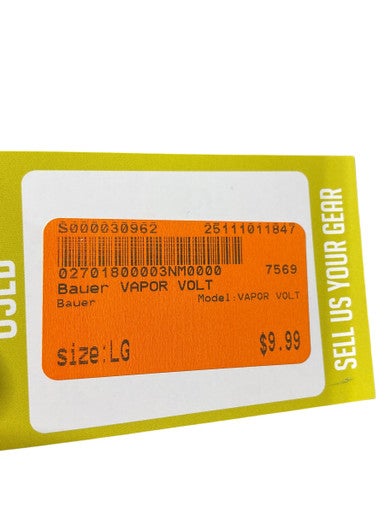 USED
S000030962 25111011847
02701800003NM0000 7569
Bauer VAPOR VOLT
Bauer Model:VAPOR VOLT
size:LG $9.99
SELL US YOUR GEAR